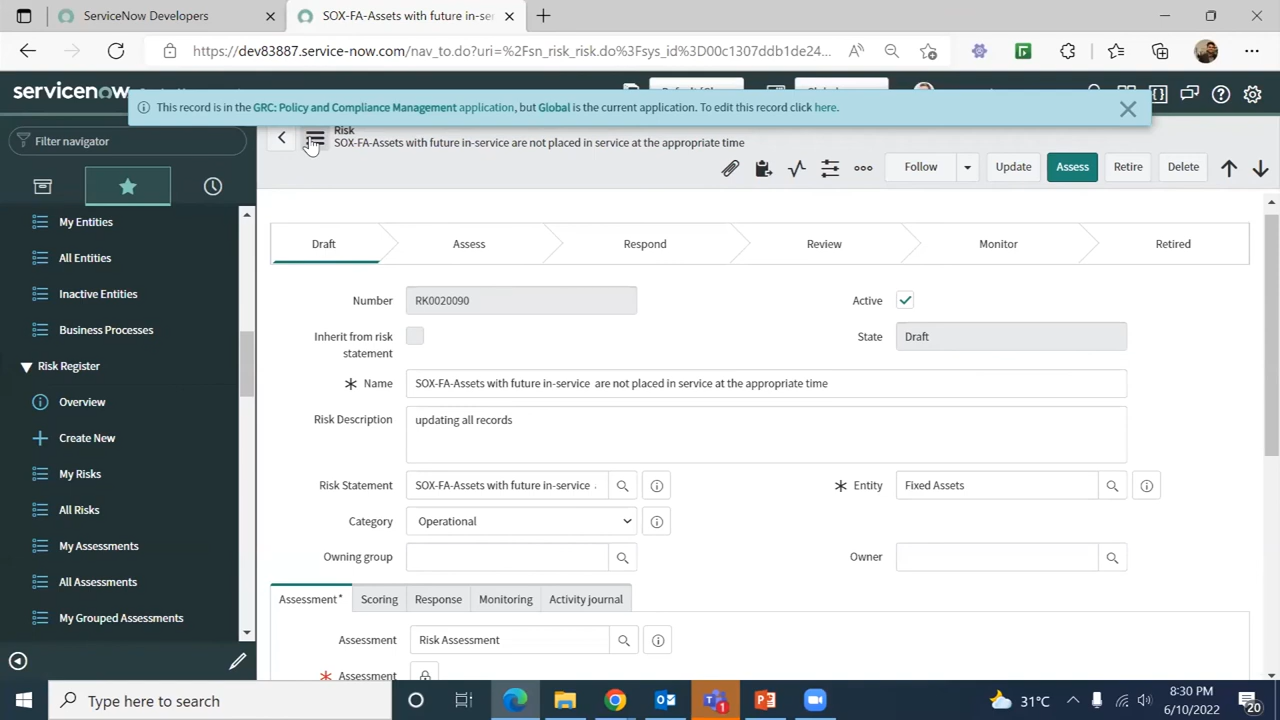 ServiceNow Developers
SOX-FA-Assets with future in-se
https://dev83887.service-now.com/nav_to.do?uri=%2Fsn_risk_risk.do%3Fsys_id%3D00c1307ddb1de24...
servicenow
This record is in the GRC: Policy and Compliance Management application, but Global is the current application. To edit this record click here.
Filter navigator
Risk
SOX-FA-Assets with future in-service are not placed in service at the appropriate time
Follow
Update
Assess
Retire
Delete
My Entities
All Entities
Inactive Entities
Business Processes
Risk Register
Overview
Create New
My Risks
All Risks
My Assessments
All Assessments
My Grouped Assessments
Draft
Assess
Respond
Review
Monitor
Retired
Number
RK0020090
Active
Inherit from risk
statement
State
Draft
Name
SOX-FA-Assets with future in-service are not placed in service at the appropriate time
Risk Description
updating all records
Risk Statement
SOX-FA-Assets with future in-service
Entity
Fixed Assets
Category
Operational
Owning group
Owner
Assessment*
Scoring
Response
Monitoring
Activity journal
Assessment
Risk Assessment
Assessment
Type here to search
1
31°C
8:30 PM
6/10/2022
20